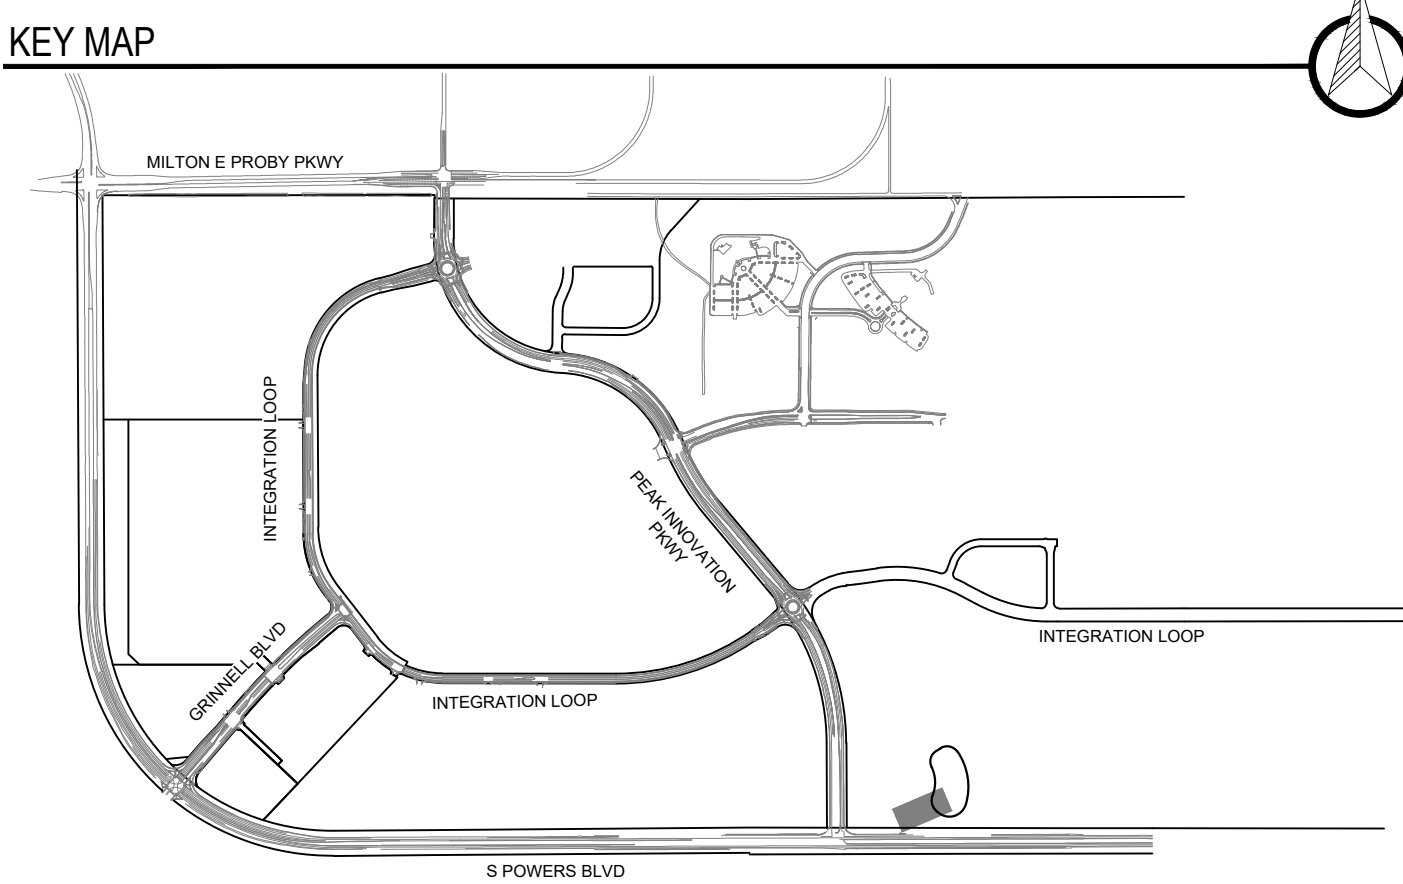 KEY MAP
MILTON E PROBY PKWY
INTEGRATION LOOP
PEAK INNOVATION
PKWY
GRINNELL BLVD
INTEGRATION LOOP
INTEGRATION LOOP
S POWERS BLVD